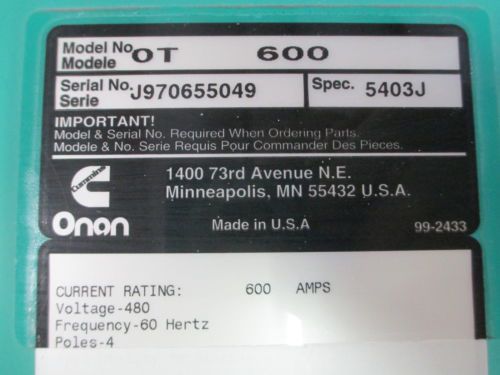 Model No. OT 600
Modele
Serial No. J970655049 Spec. 5403J
Serie
IMPORTANT!
Model & Serial No. Required When Ordering Parts.
Modele & No. Serie Requis Pour Commander Des Pieces.
Cummins
1400 73rd Avenue N.E.
Minneapolis, MN 55432 U.S.A.
Onan
Made in U.S.A
99-2433
CURRENT RATING: 600 AMPS
Voltage-480
Frequency-60 Hertz
Poles-4